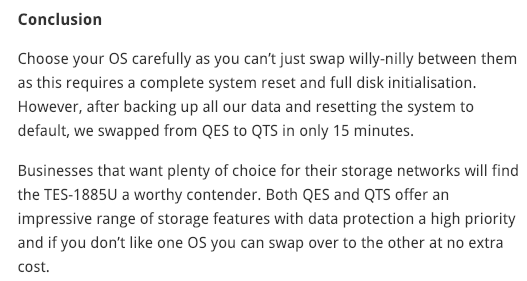 Conclusion
Choose your OS carefully as you can’t just swap willy-nilly between them
as this requires a complete system reset and full disk initialisation.
However, after backing up all our data and resetting the system to
default, we swapped from QES to QTS in only 15 minutes.
Businesses that want plenty of choice for their storage networks will find
the TES-1885U a worthy contender. Both QES and QTS offer an
impressive range of storage features with data protection a high priority
and if you don’t like one OS you can swap over to the other at no extra
cost.